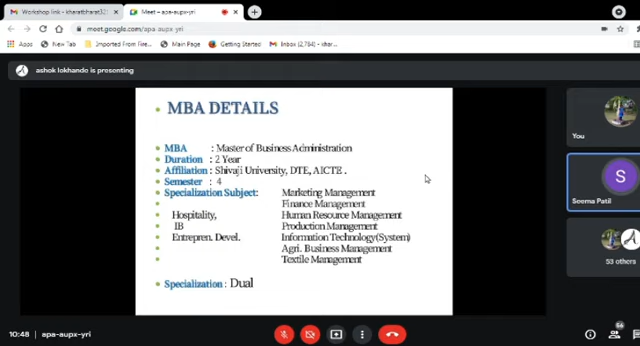 Workshop link - kharatbharat32
Meet – apa-aupx-yri
meet.google.com/apa-aupx-yri
Apps
New Tab
Imported From Firef...
Main Page
Getting Started
Inbox (2,784) - khar...
ashok lokhande is presenting
MBA DETAILS
MBA : Master of Business Administration
Duration : 2 Year
Affiliation : Shivaji University, DTE, AICTE .
Semester : 4
Specialization Subject: Marketing Management
Finance Management
Hospitality, Human Resource Management
IB Production Management
Entrepren. Devel. Information Technology(System)
Agri. Business Management
Textile Management
Specialization : Dual
You
S
Seema Patil
53 others
10:48 | apa-aupx-yri
56